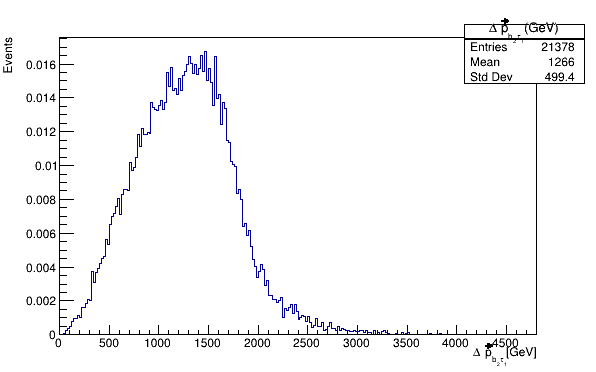 Δ p⃗ b₂τ₁ (GeV)
Entries 21378
Mean 1266
Std Dev 499.4
Events
0.016
0.014
0.012
0.01
0.008
0.006
0.004
0.002
0
0 500 1000 1500 2000 2500 3000 3500 4000 4500
Δ p⃗ b₂τ₁ [GeV]